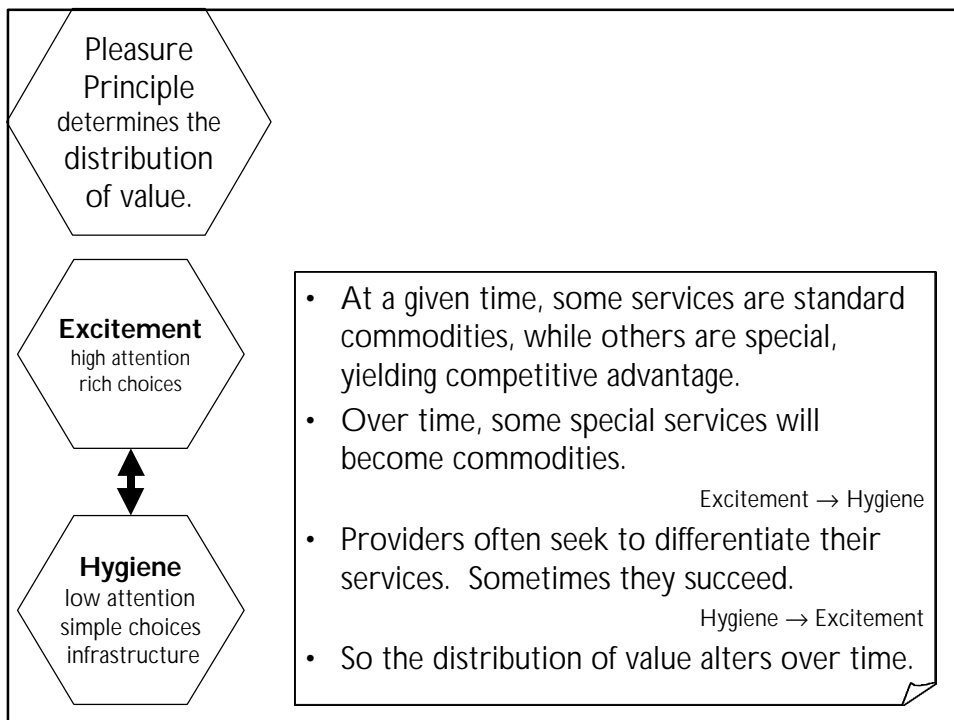 Pleasure
Principle
determines the
distribution
of value.
Excitement
high attention
rich choices
Hygiene
low attention
simple choices
infrastructure
• At a given time, some services are standard
commodities, while others are special,
yielding competitive advantage.
• Over time, some special services will
become commodities.
Excitement → Hygiene
• Providers often seek to differentiate their
services. Sometimes they succeed.
Hygiene → Excitement
• So the distribution of value alters over time.